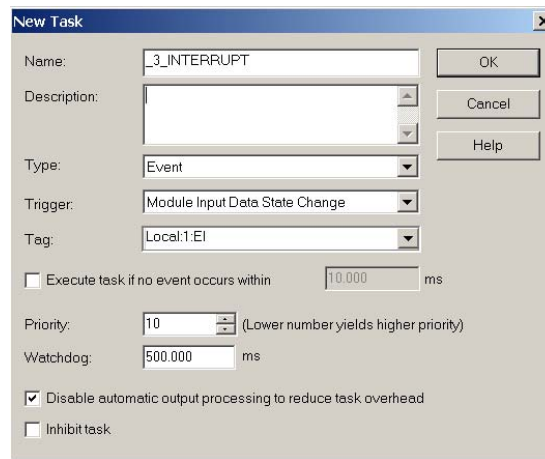 New Task
Name: _3_INTERRUPT OK
Description: Cancel
Help
Type: Event
Trigger: Module Input Data State Change
Tag: Local:1:EI
Execute task if no event occurs within 10.000 ms
Priority: 10 (Lower number yields higher priority)
Watchdog: 500.000 ms
Disable automatic output processing to reduce task overhead
Inhibit task